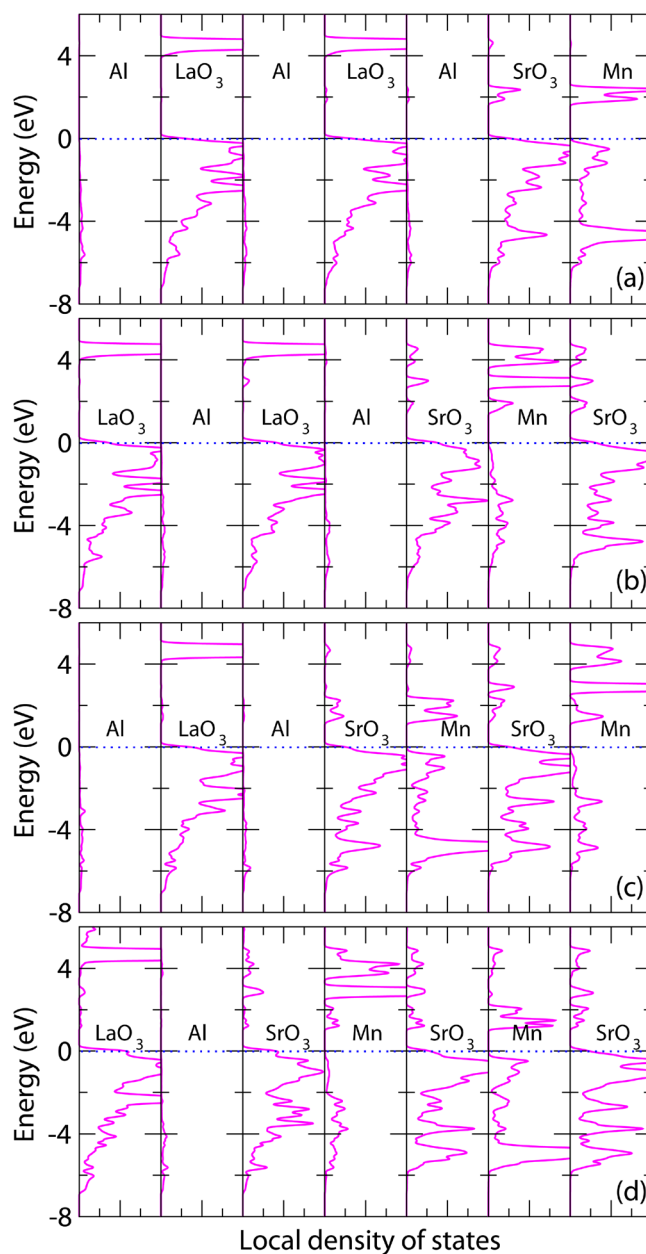 4
Al LaO3 Al LaO3 Al SrO3 Mn
0
Energy (eV)
-4
(a)
-8
4
LaO3 Al LaO3 Al SrO3 Mn SrO3
0
Energy (eV)
-4
(b)
-8
4
Al LaO3 Al SrO3 Mn SrO3 Mn
0
Energy (eV)
-4
(c)
-8
4
LaO3 Al SrO3 Mn SrO3 Mn SrO3
0
Energy (eV)
-4
(d)
-8
Local density of states